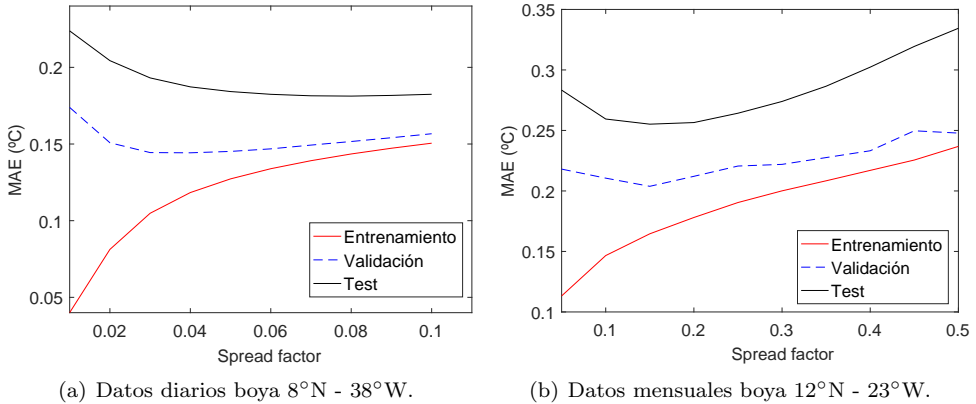 0.2
0.15
0.1
0.05
MAE (ºC)
0.02 0.04 0.06 0.08 0.1
Spread factor
Entrenamiento
Validación
Test
(a) Datos diarios boya 8°N - 38°W.
0.35
0.3
0.25
0.2
0.15
0.1
MAE (ºC)
0.1 0.2 0.3 0.4 0.5
Spread factor
Entrenamiento
Validación
Test
(b) Datos mensuales boya 12°N - 23°W.